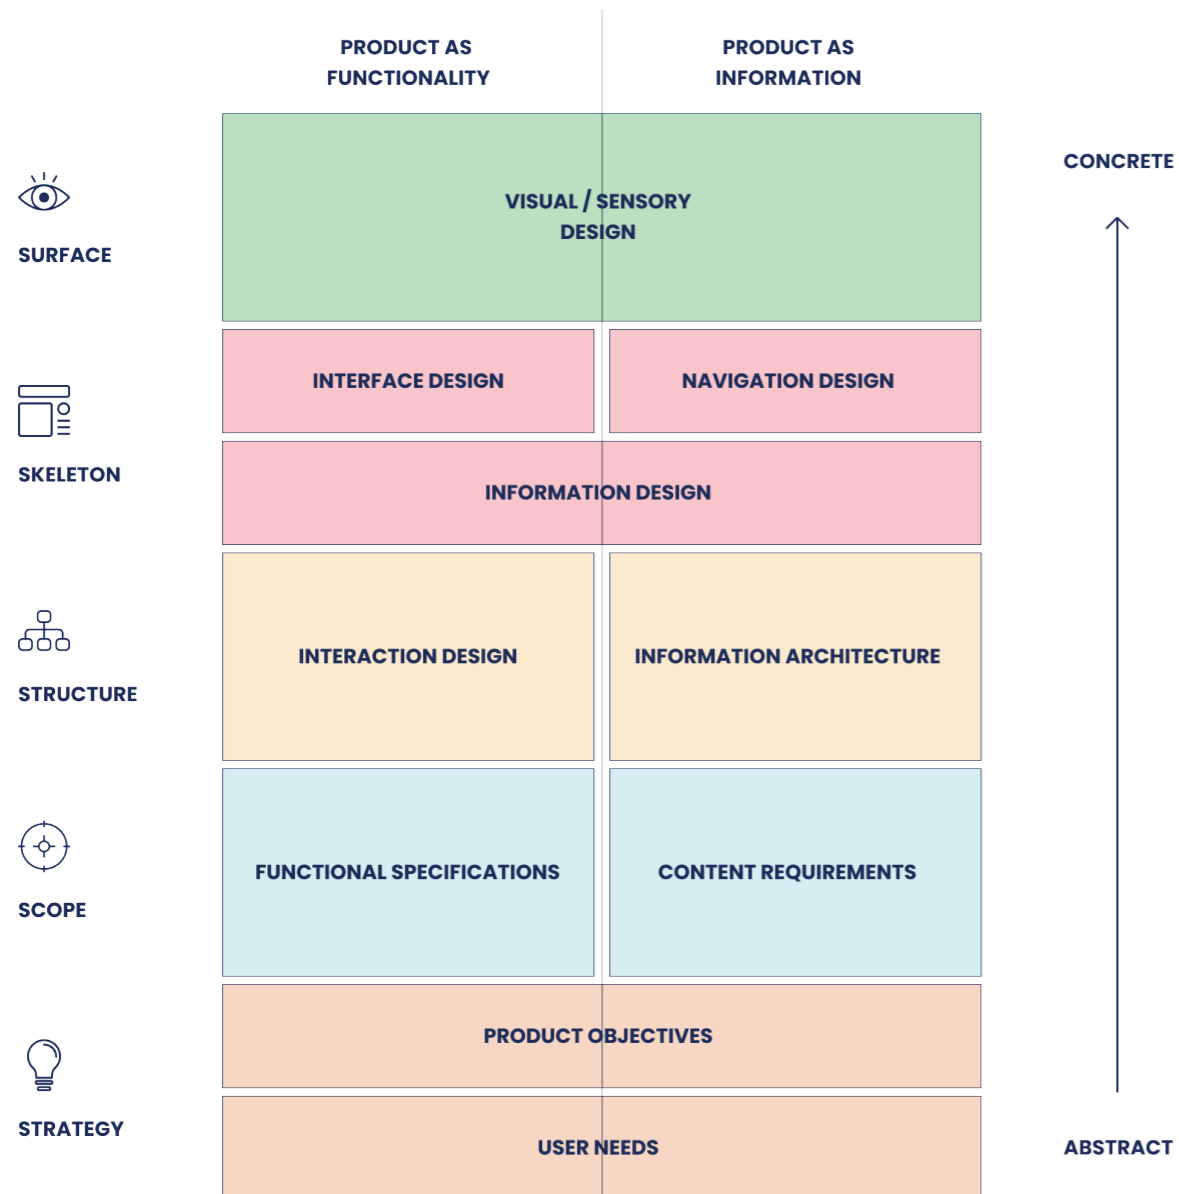 PRODUCT AS
FUNCTIONALITY
PRODUCT AS
INFORMATION
CONCRETE
VISUAL / SENSORY
DESIGN
SURFACE
INTERFACE DESIGN
NAVIGATION DESIGN
SKELETON
INFORMATION DESIGN
INTERACTION DESIGN
INFORMATION ARCHITECTURE
STRUCTURE
FUNCTIONAL SPECIFICATIONS
CONTENT REQUIREMENTS
SCOPE
PRODUCT OBJECTIVES
STRATEGY
USER NEEDS
ABSTRACT